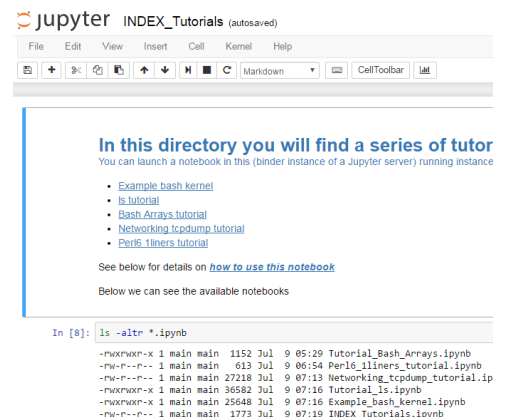 jupyter INDEX_Tutorials (autosaved)
File Edit View Insert Cell Kernel Help
Markdown CellToolbar
In this directory you will find a series of tutor
You can launch a notebook in this (binder instance of a Jupyter server) running instance
Example bash kernel
ls tutorial
Bash Arrays tutorial
Networking tcpdump tutorial
Perl6 1liners tutorial
See below for details on how to use this notebook
Below we can see the available notebooks
In [8]: ls -altr *.ipynb
-rwxrwxr-x 1 main main 1152 Jul 9 05:29 Tutorial_Bash_Arrays.ipynb
-rw-r--r-- 1 main main 613 Jul 9 06:54 Perl6_1liners_tutorial.ipynb
-rw-r--r-- 1 main main 27218 Jul 9 07:13 Networking_tcpdump_tutorial.ip
-rwxrwxr-x 1 main main 36582 Jul 9 07:16 Tutorial_ls.ipynb
-rwxrwxr-x 1 main main 25648 Jul 9 07:16 Example_bash_kernel.ipynb
-rw-r--r-- 1 main main 1773 Jul 9 07:19 INDEX_Tutorials.ipynb